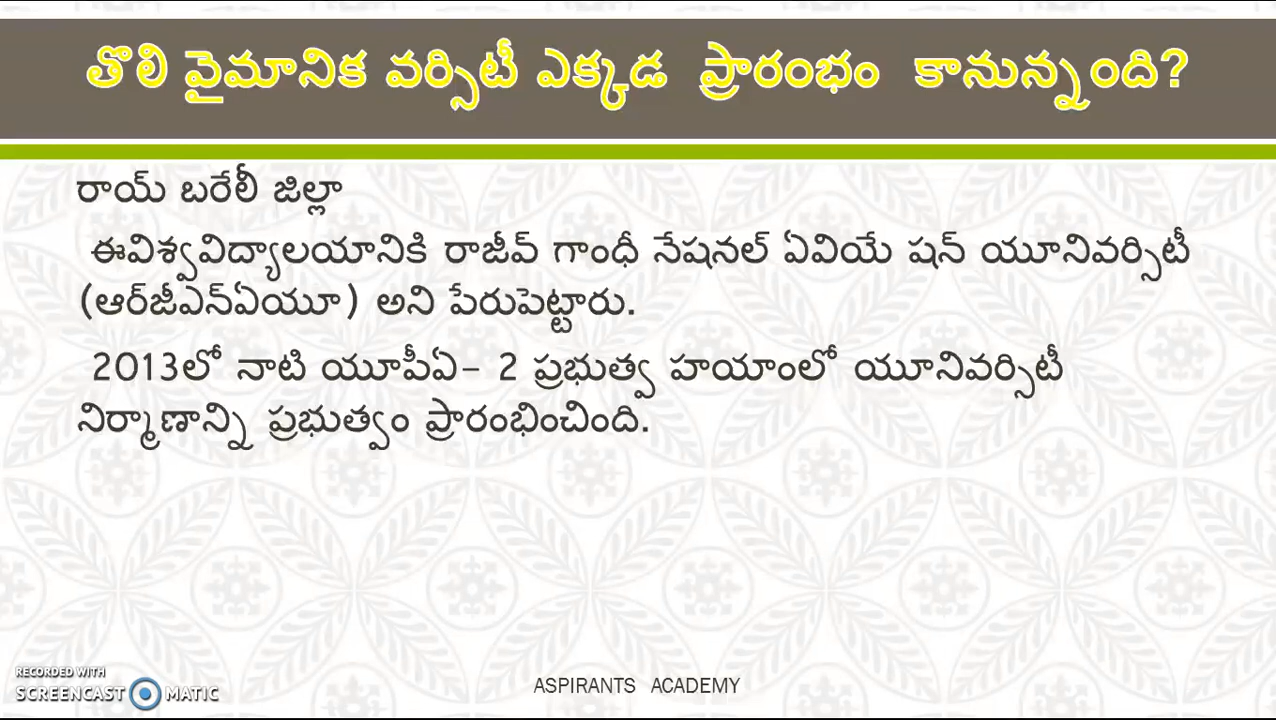 తొలి వైమానిక వర్సిటీ ఎక్కడ ప్రారంభం కానున్నంది?
రాయ్ బరేలీ జిల్లా
ఈవిశ్వవిద్యాలయానికి రాజీవ్ గాంధీ నేషనల్ ఏవియే షన్ యూనివర్సిటీ
(ఆర్‌జీఎన్‌ఏయూ) అని పేరుపెట్టారు.
2013లో నాటి యూపీఏ- 2 ప్రభుత్వ హయాంలో యూనివర్సిటీ
నిర్మాణాన్ని ప్రభుత్వం ప్రారంభించింది.
RECORDED WITH
SCREENCAST MATIC
ASPIRANTS ACADEMY